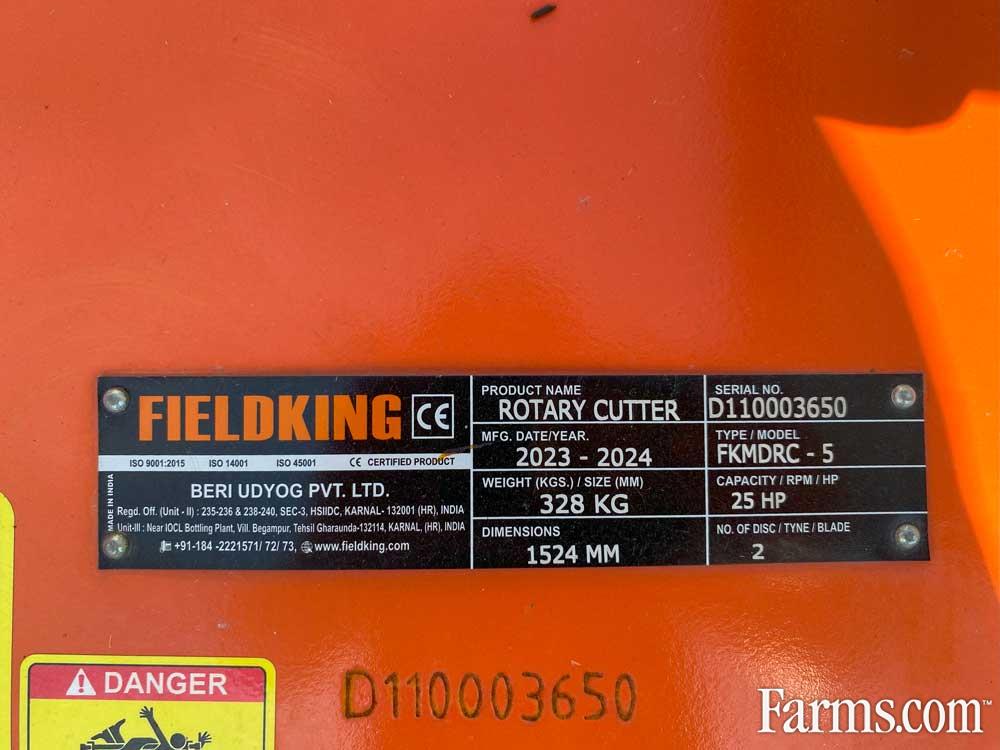 FIELDKING CE
ISO 9001:2015 ISO 14001 ISO 45001 CE CERTIFIED PRODUCT
MADE IN INDIA
BERI UDYOG PVT. LTD.
Regd. Off. (Unit - II) : 235-236 & 238-240, SEC-3, HSIIDC, KARNAL- 132001 (HR), INDIA
Unit-III : Near IOCL Bottling Plant, Vill. Begampur, Tehsil Gharaunda-132114, KARNAL, (HR), INDIA
+91-184 -2221571/ 72/ 73, www.fieldking.com
PRODUCT NAME
ROTARY CUTTER
SERIAL NO.
D110003650
MFG. DATE/YEAR.
2023 - 2024
TYPE / MODEL
FKMDRC - 5
WEIGHT (KGS.) / SIZE (MM)
328 KG
CAPACITY / RPM / HP
25 HP
DIMENSIONS
1524 MM
NO. OF DISC / TYNE / BLADE
2
D110003650
DANGER
Farms.com™